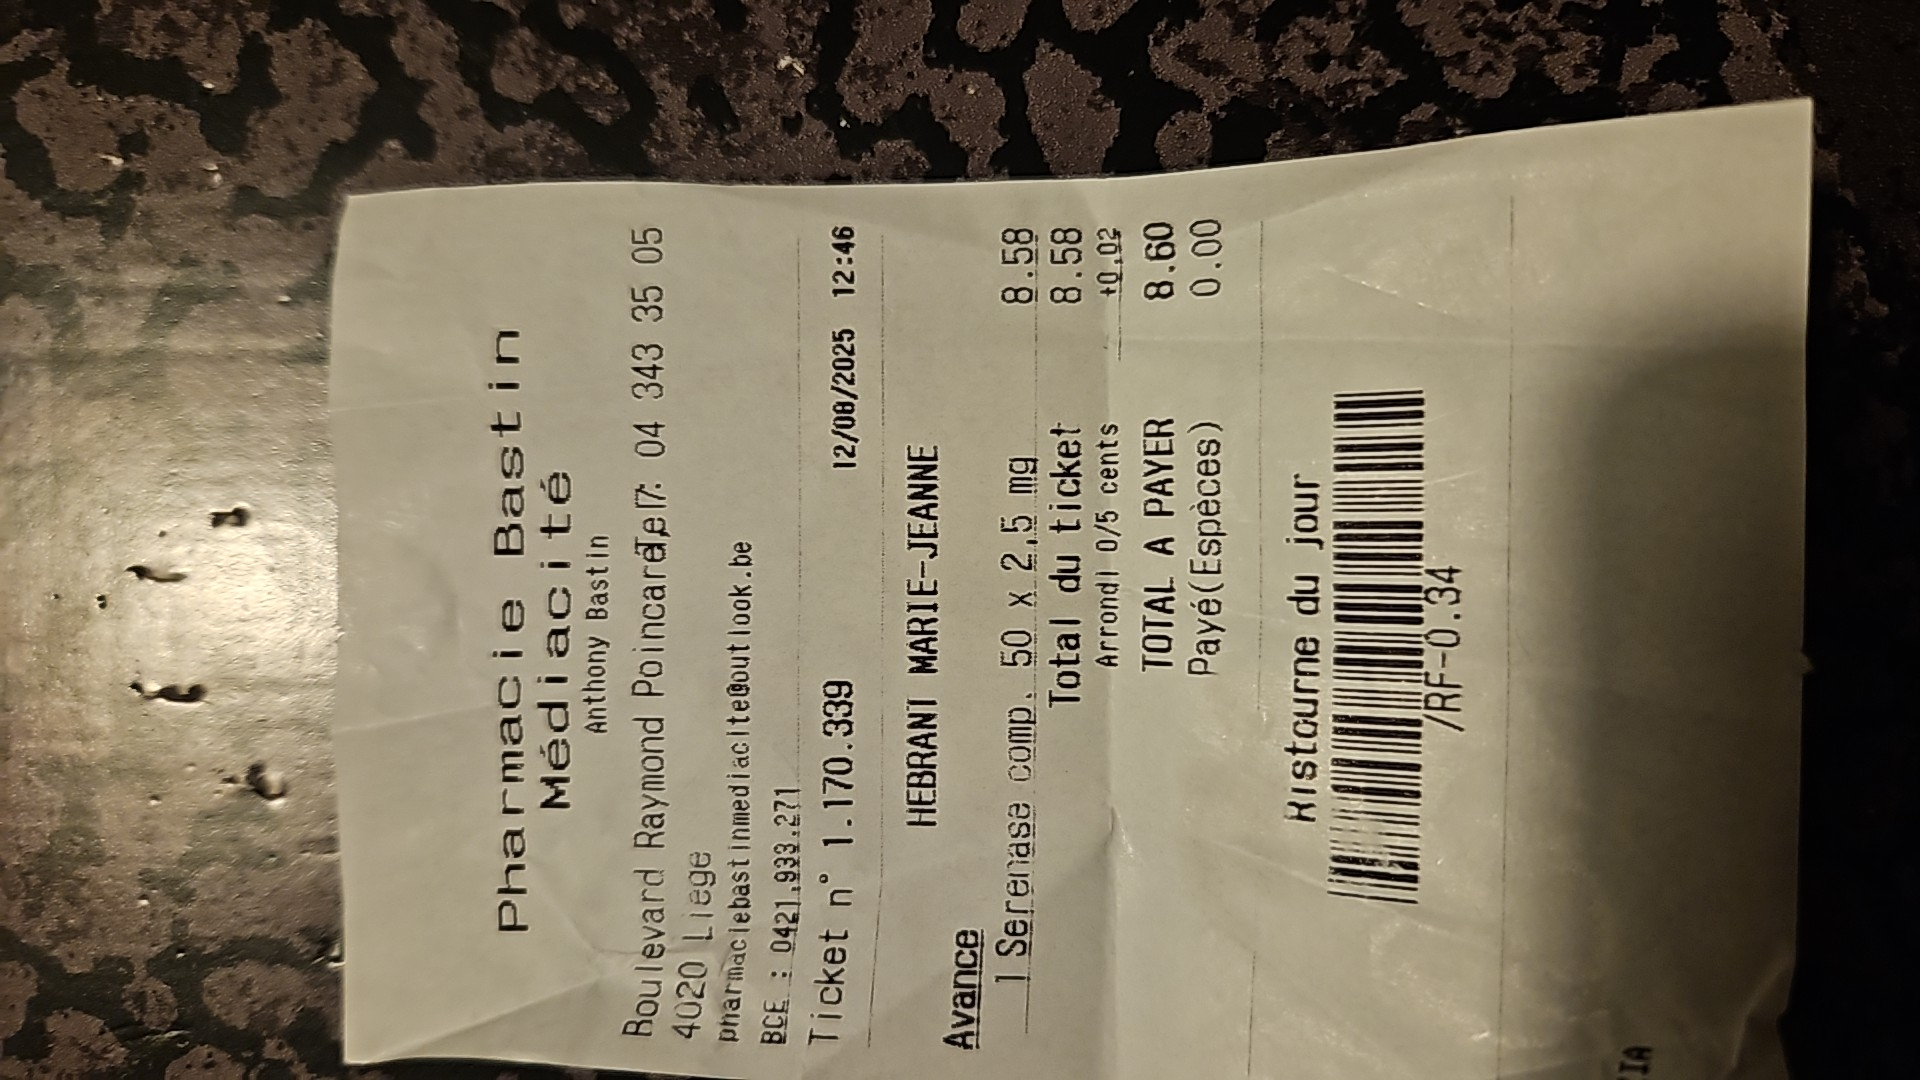 Pharmacie Bastin
Médiacité
Anthony Bastin
Boulevard Raymond Poincaré,7 Tel: 04 343 35 05
4020 Liege
pharmaciebastinmediacite@outlook.be
BCE : 0421.933.271
Ticket n° 1.170.339 12/08/2025 12:46
HEBRANT MARIE-JEANNE
Avance
1 Serenase comp. 50 x 2,5 mg 8.58
Total du ticket 8.58
Arrondi 0/5 cents +0.02
TOTAL A PAYER 8.60
Payé(Espèces) 0.00
Ristourne du jour
/RF-0.34